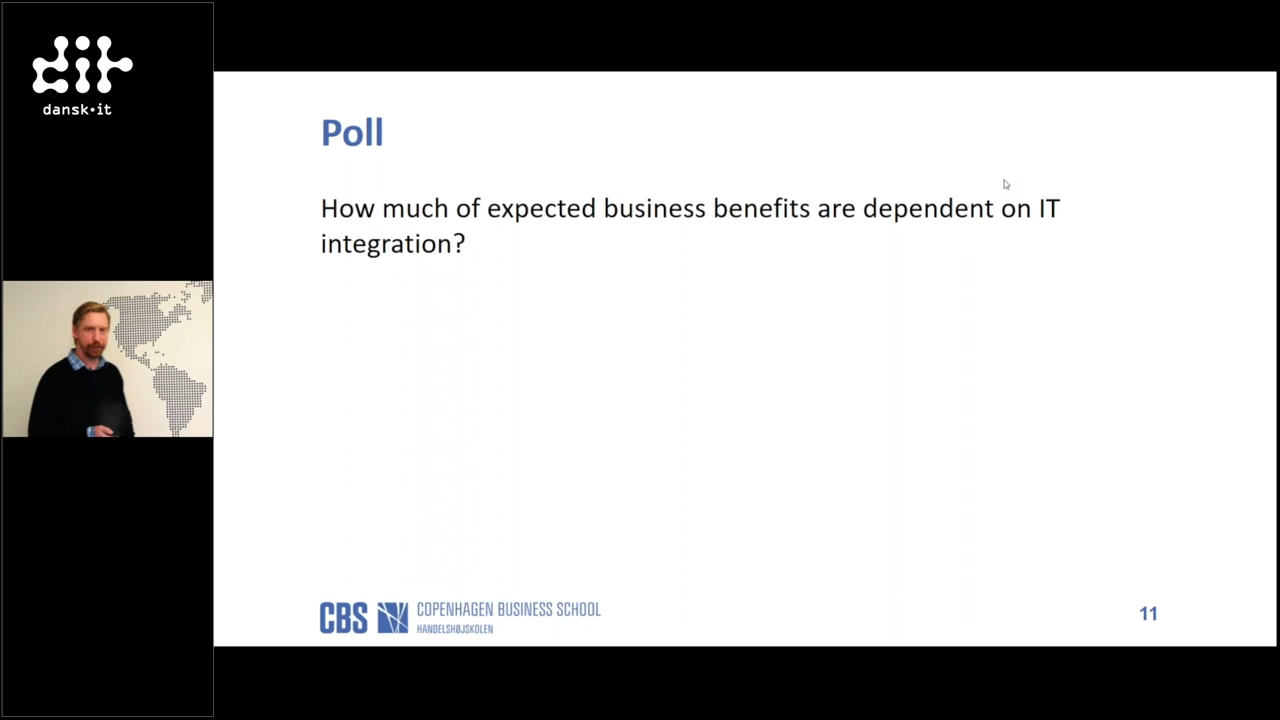 dit
dansk•it
Poll
How much of expected business benefits are dependent on IT
integration?
CBS
COPENHAGEN BUSINESS SCHOOL
HANDELSHØJSKOLEN
11